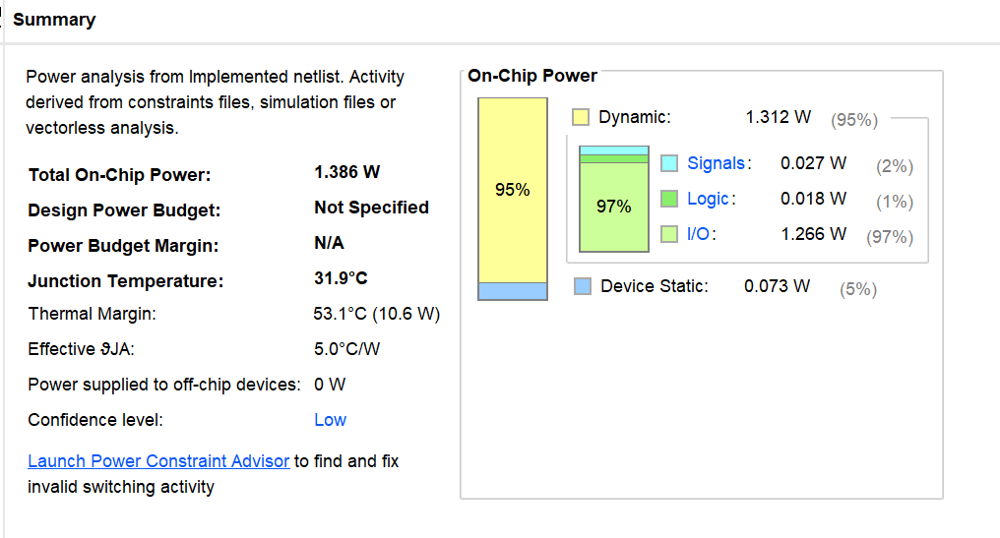 Summary
Power analysis from Implemented netlist. Activity
derived from constraints files, simulation files or
vectorless analysis.
Total On-Chip Power: 1.386 W
Design Power Budget: Not Specified
Power Budget Margin: N/A
Junction Temperature: 31.9°C
Thermal Margin: 53.1°C (10.6 W)
Effective ϑJA: 5.0°C/W
Power supplied to off-chip devices: 0 W
Confidence level: Low
Launch Power Constraint Advisor to find and fix
invalid switching activity
On-Chip Power
95%
Dynamic: 1.312 W (95%)
97%
Signals: 0.027 W (2%)
Logic: 0.018 W (1%)
I/O: 1.266 W (97%)
Device Static: 0.073 W (5%)